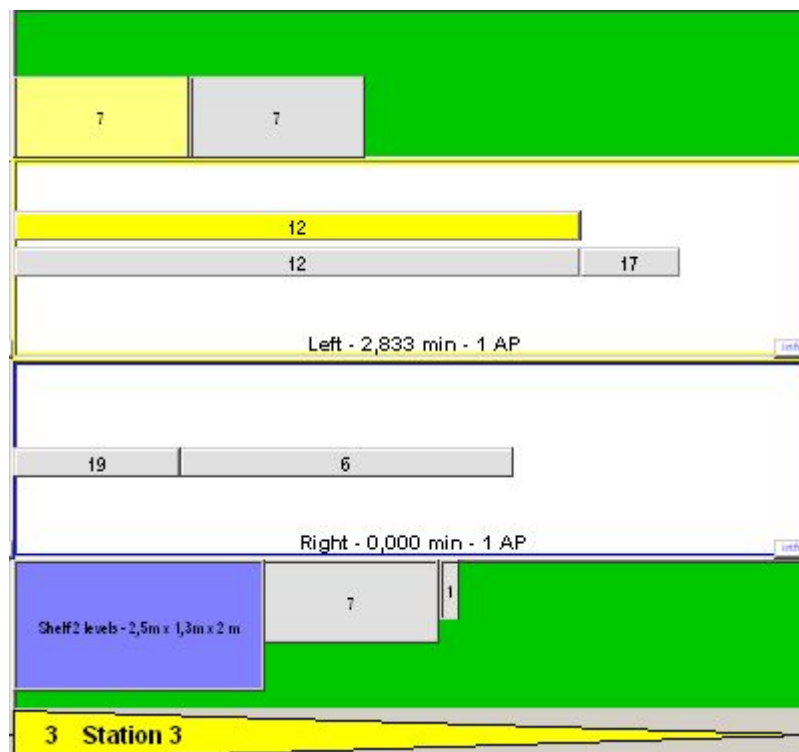 7 7
12
12 17
Left - 2,833 min - 1 AP
19 6
Right - 0,000 min - 1 AP
Shelf 2 levels - 2,5m x 1,3m x 2 m 7 1
3 Station 3